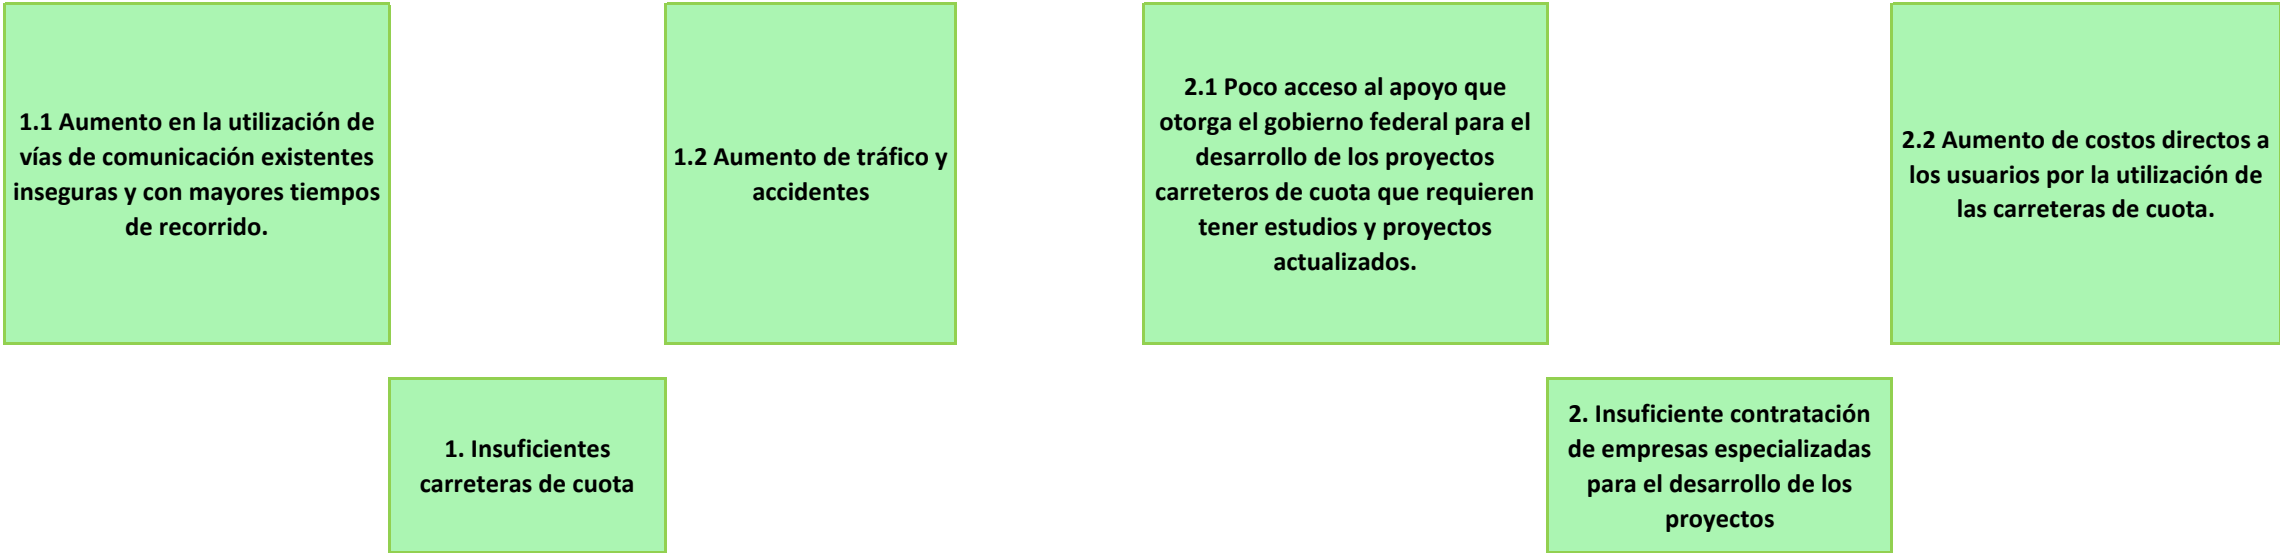 1.1 Aumento en la utilización de
vías de comunicación existentes
inseguras y con mayores tiempos
de recorrido.
1.2 Aumento de tráfico y
accidentes
2.1 Poco acceso al apoyo que
otorga el gobierno federal para el
desarrollo de los proyectos
carreteros de cuota que requieren
tener estudios y proyectos
actualizados.
2.2 Aumento de costos directos a
los usuarios por la utilización de
las carreteras de cuota.
1. Insuficientes
carreteras de cuota
2. Insuficiente contratación
de empresas especializadas
para el desarrollo de los
proyectos